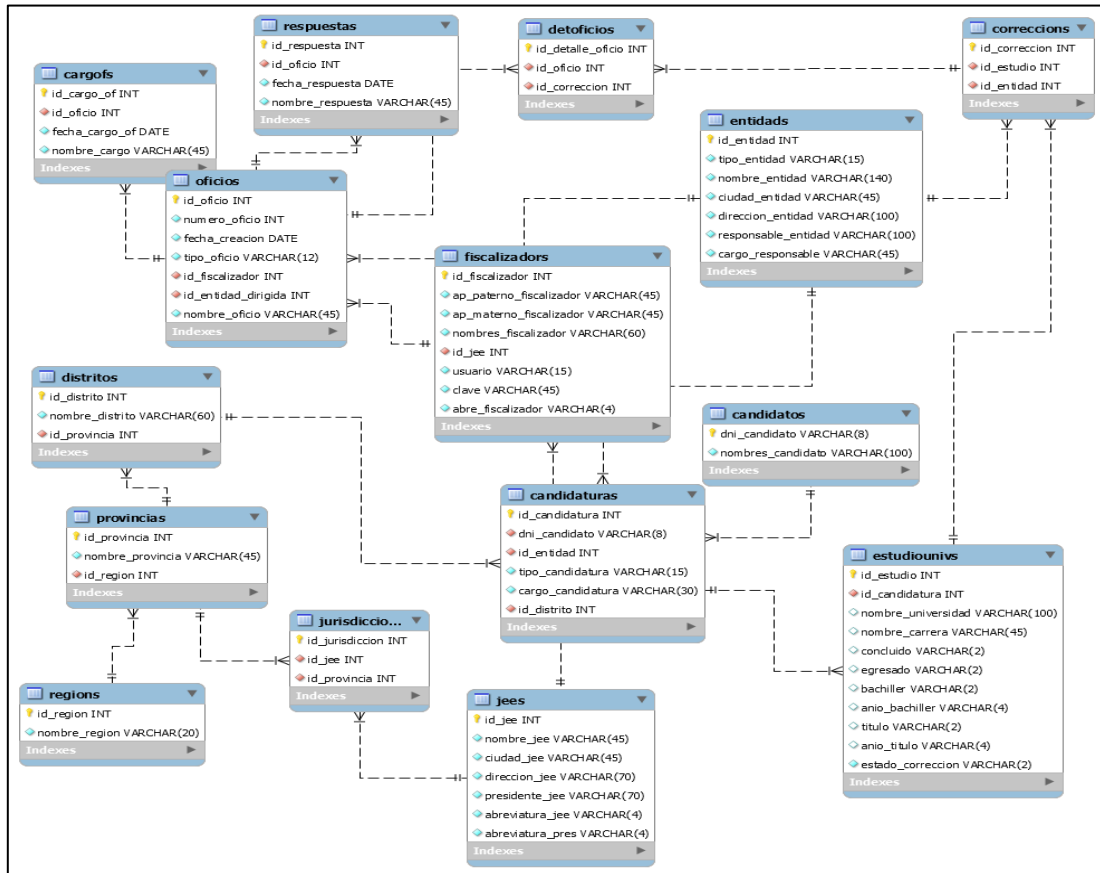 respuestas
id_respuesta INT
id_oficio INT
fecha_respuesta DATE
nombre_respuesta VARCHAR(45)
Indexes
detoficios
id_detalle_oficio INT
id_oficio INT
id_correccion INT
Indexes
correccions
id_correccion INT
id_estudio INT
id_entidad INT
Indexes
cargofs
id_cargo_of INT
id_oficio INT
fecha_cargo_of DATE
nombre_cargo VARCHAR(45)
Indexes
entidads
id_entidad INT
tipo_entidad VARCHAR(15)
nombre_entidad VARCHAR(140)
ciudad_entidad VARCHAR(45)
direccion_entidad VARCHAR(100)
responsable_entidad VARCHAR(100)
cargo_responsable VARCHAR(45)
Indexes
oficios
id_oficio INT
numero_oficio INT
fecha_creacion DATE
tipo_oficio VARCHAR(12)
id_fiscalizador INT
id_entidad_dirigida INT
nombre_oficio VARCHAR(45)
Indexes
fiscalizadors
id_fiscalizador INT
ap_paterno_fiscalizador VARCHAR(45)
ap_materno_fiscalizador VARCHAR(45)
nombres_fiscalizador VARCHAR(60)
id_jee INT
usuario VARCHAR(15)
clave VARCHAR(45)
abre_fiscalizador VARCHAR(4)
Indexes
distritos
id_distrito INT
nombre_distrito VARCHAR(60)
id_provincia INT
Indexes
candidatos
dni_candidato VARCHAR(8)
nombres_candidato VARCHAR(100)
Indexes
candidaturas
id_candidatura INT
dni_candidato VARCHAR(8)
id_entidad INT
tipo_candidatura VARCHAR(15)
cargo_candidatura VARCHAR(30)
id_distrito INT
Indexes
provincias
id_provincia INT
nombre_provincia VARCHAR(45)
id_region INT
Indexes
estudiounivs
id_estudio INT
id_candidatura INT
nombre_universidad VARCHAR(100)
nombre_carrera VARCHAR(45)
concluido VARCHAR(2)
egresado VARCHAR(2)
bachiller VARCHAR(2)
anio_bachiller VARCHAR(4)
titulo VARCHAR(2)
anio_titulo VARCHAR(4)
estado_correccion VARCHAR(2)
Indexes
jurisdiccio...
id_jurisdiccion INT
id_jee INT
id_provincia INT
Indexes
regions
id_region INT
nombre_region VARCHAR(20)
Indexes
jees
id_jee INT
nombre_jee VARCHAR(45)
ciudad_jee VARCHAR(45)
direccion_jee VARCHAR(70)
presidente_jee VARCHAR(70)
abreviatura_jee VARCHAR(4)
abreviatura_pres VARCHAR(4)
Indexes